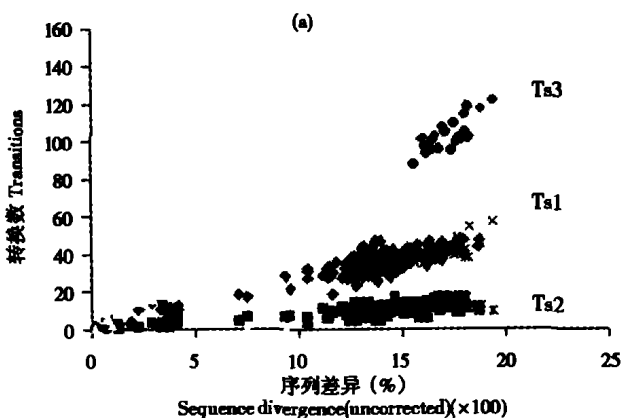 (a)
160
140
120
100
80
60
40
20
0
转换数 Transitions
Ts3
Ts1
Ts2
0 5 10 15 20 25
序列差异(%)
Sequence divergence(uncorrected)(×100)